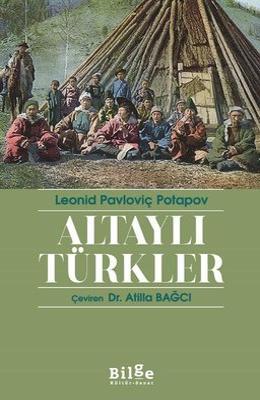 Leonid Pavloviç Potapov
ALTAYLI
TÜRKLER
Çeviren Dr. Atilla BAĞCI
Bilge
Kültür-Sanat